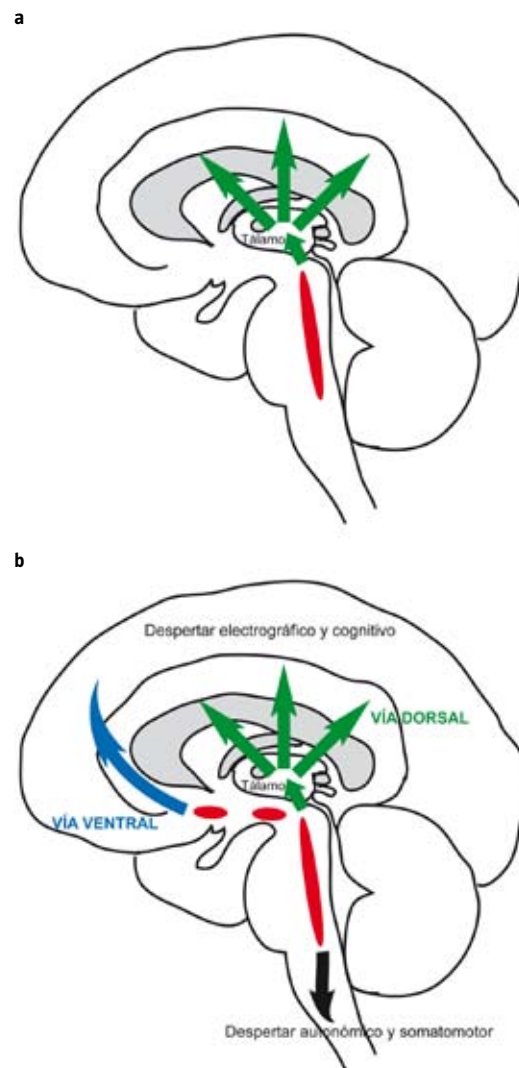 a
Tálamo
b
Despertar electrográfico y cognitivo
VÍA DORSAL
Tálamo
VÍA VENTRAL
Despertar autonómico y somatomotor